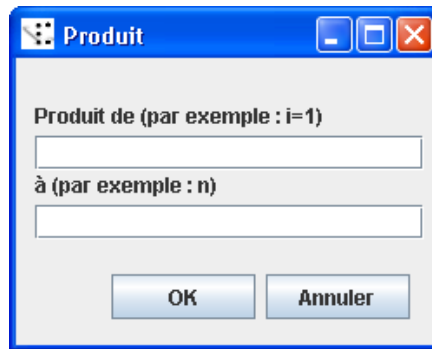 Produit
Produit de (par exemple : i=1)
à (par exemple : n)
OK Annuler